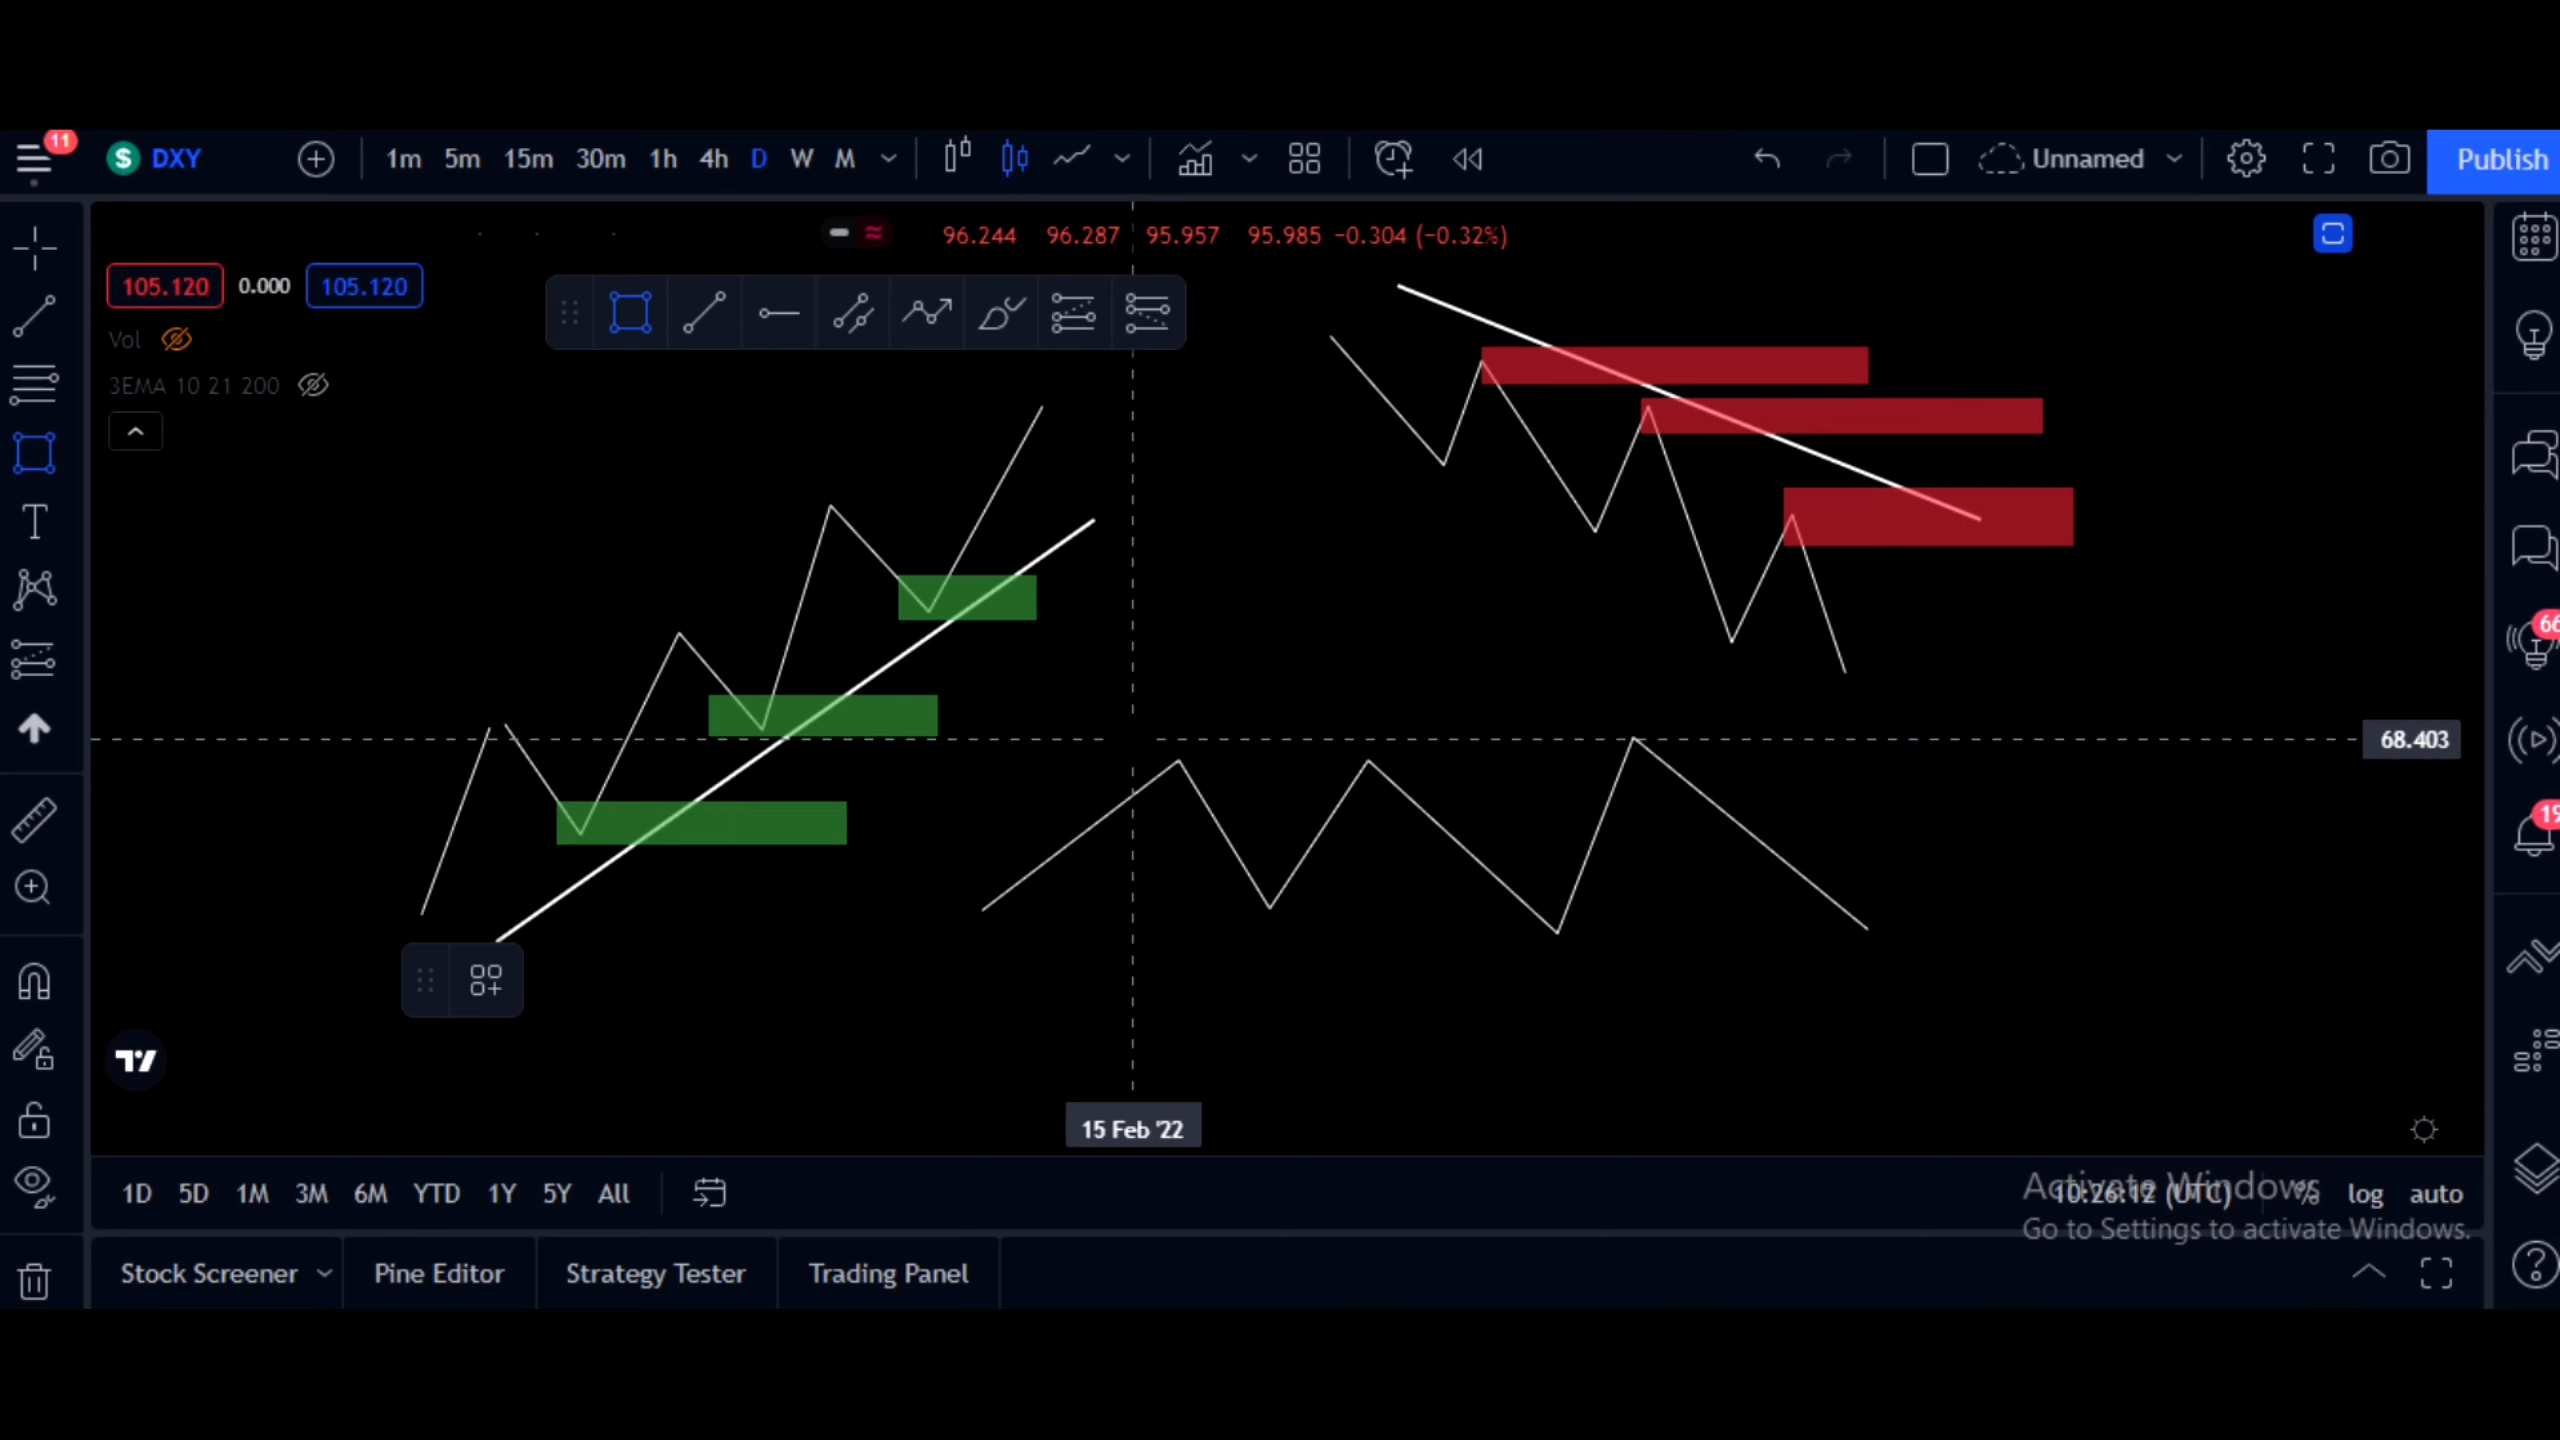 11 DXY 1m 5m 15m 30m 1h 4h D W M Unnamed Publish
96.244 96.287 95.957 95.985 −0.304 (−0.32%)
105.120 0.000 105.120
Vol
3EMA 10 21 200
T
66
68.403
19
15 Feb '22
1D 5D 1M 3M 6M YTD 1Y 5Y All 10:26:12 (UTC) % log auto
Activate Windows
Go to Settings to activate Windows.
Stock Screener Pine Editor Strategy Tester Trading Panel